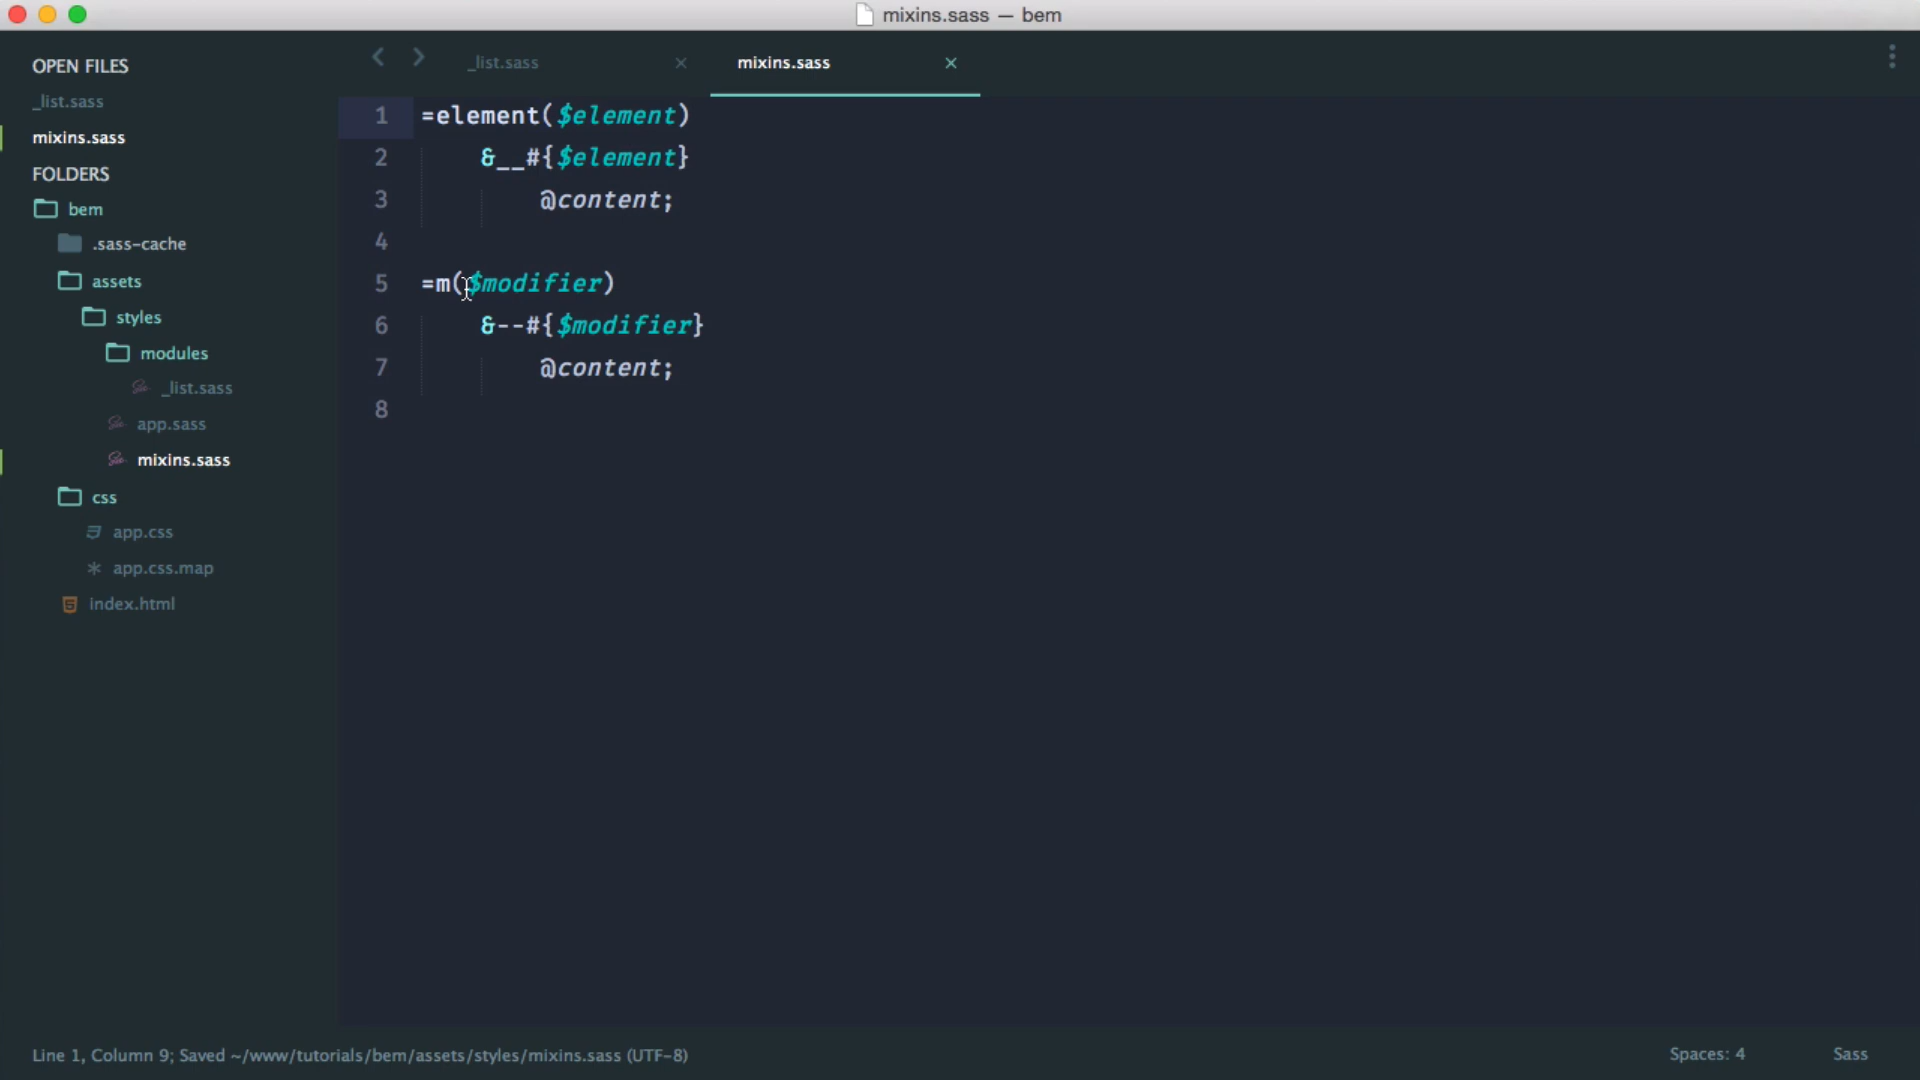 mixins.sass — bem
OPEN FILES
_list.sass
mixins.sass
FOLDERS
bem
.sass-cache
assets
styles
modules
_list.sass
app.sass
mixins.sass
css
app.css
app.css.map
index.html
_list.sass
mixins.sass
1 =element($element)
2 &__#{$element}
3 @content;
4
5 =m($modifier)
6 &--#{$modifier}
7 @content;
8
Line 1, Column 9; Saved ~/www/tutorials/bem/assets/styles/mixins.sass (UTF-8)
Spaces: 4
Sass